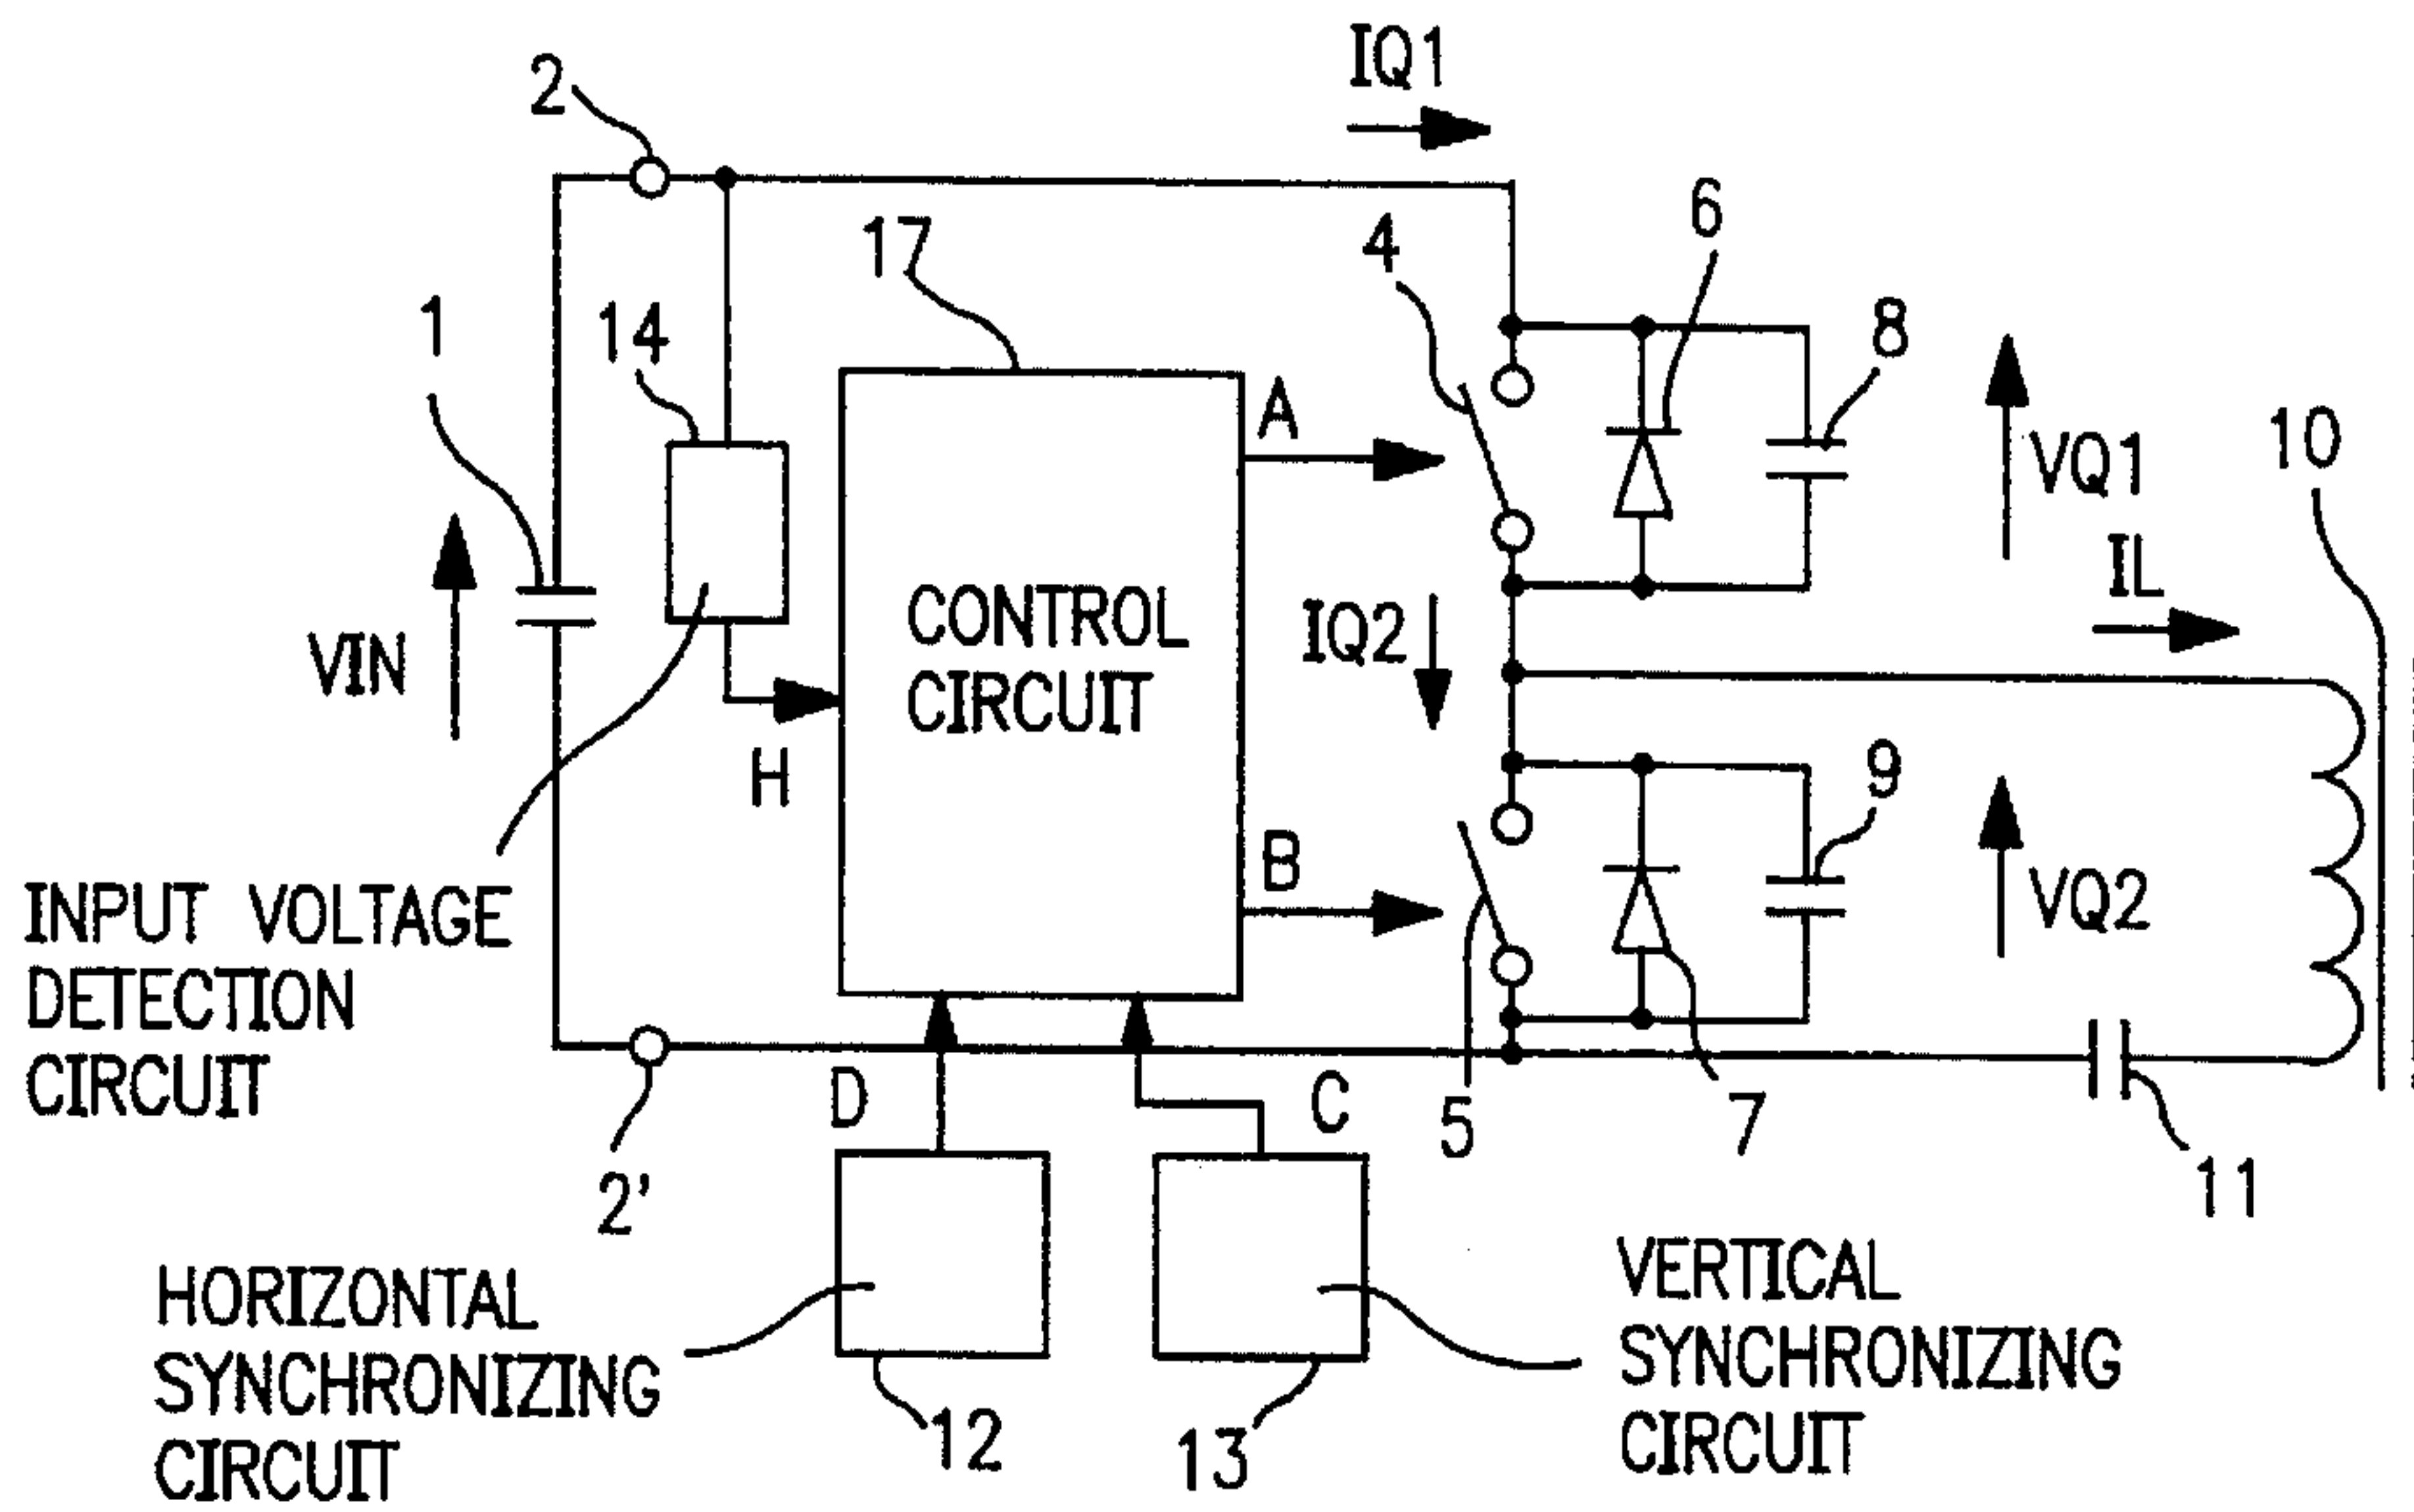 IQ1
2
17
4
6
8
1
14
A
VQ1
10
IL
VIN
CONTROL
CIRCUIT
IQ2
H
B
9
VQ2
INPUT VOLTAGE
DETECTION
CIRCUIT
D
C
5
7
11
2'
HORIZONTAL
SYNCHRONIZING
CIRCUIT
12
13
VERTICAL
SYNCHRONIZING
CIRCUIT